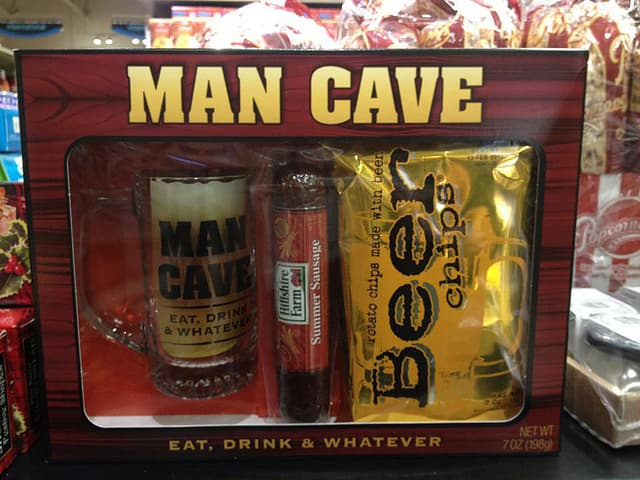 MAN CAVE
MAN
CAVE
EAT, DRINK
& WHATEVER
Hillshire
Farm
Summer Sausage
potato chips made with beer
Beer
chips
EAT, DRINK & WHATEVER
NET WT
7 OZ (198g)
Popcorn